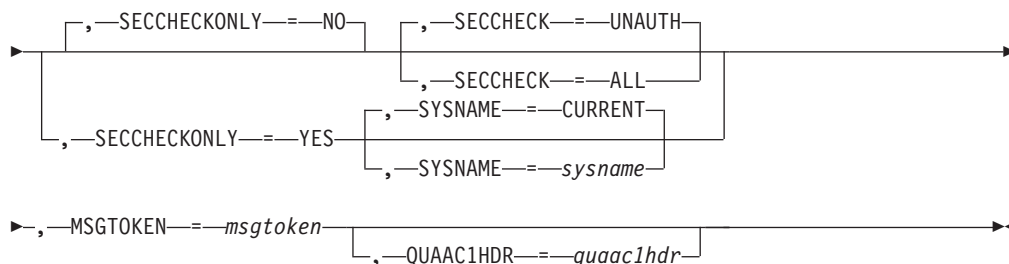 , SECCHECKONLY = NO , SECCHECK = UNAUTH
, SECCHECK = ALL
, SECCHECKONLY = YES , SYSNAME = CURRENT
, SYSNAME = sysname
, MSGTOKEN = msgtoken
, QUAAC1HDR = quaac1hdr